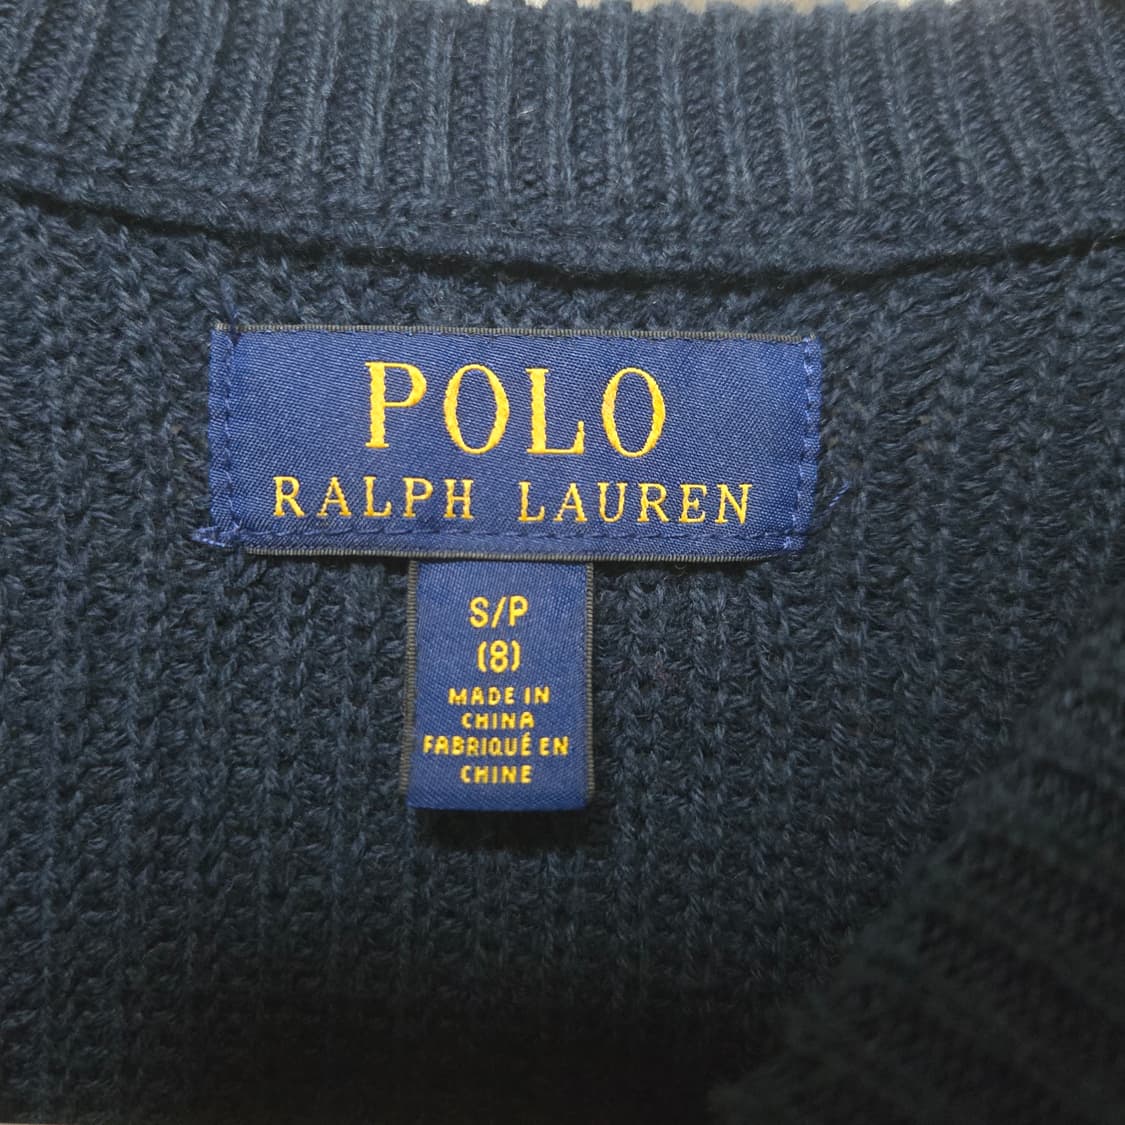 POLO
RALPH LAUREN
S/P
(8)
MADE IN
CHINA
FABRIQUÉ EN
CHINE